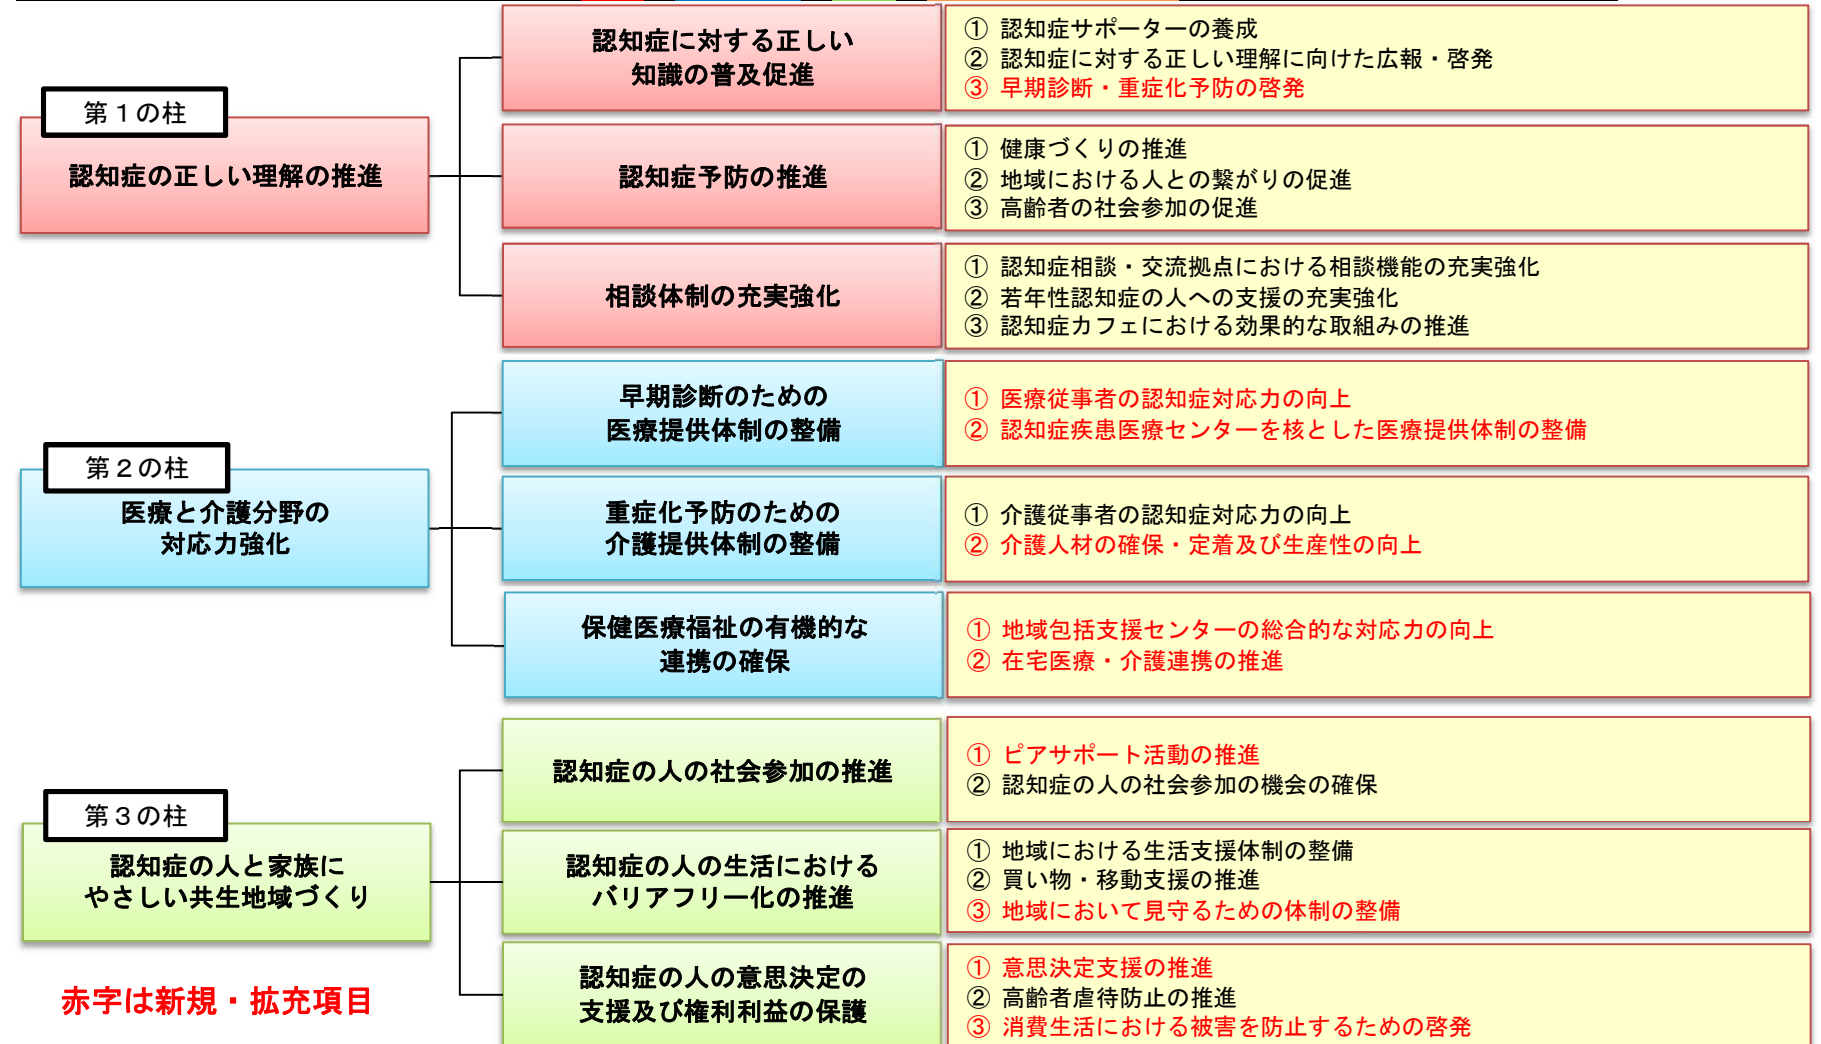 第１の柱
認知症の正しい理解の推進
認知症に対する正しい
知識の普及促進
① 認知症サポーターの養成
② 認知症に対する正しい理解に向けた広報・啓発
③ 早期診断・重症化予防の啓発
認知症予防の推進
① 健康づくりの推進
② 地域における人との繋がりの促進
③ 高齢者の社会参加の促進
相談体制の充実強化
① 認知症相談・交流拠点における相談機能の充実強化
② 若年性認知症の人への支援の充実強化
③ 認知症カフェにおける効果的な取組みの推進
第２の柱
医療と介護分野の
対応力強化
早期診断のための
医療提供体制の整備
① 医療従事者の認知症対応力の向上
② 認知症疾患医療センターを核とした医療提供体制の整備
重症化予防のための
介護提供体制の整備
① 介護従事者の認知症対応力の向上
② 介護人材の確保・定着及び生産性の向上
保健医療福祉の有機的な
連携の確保
① 地域包括支援センターの総合的な対応力の向上
② 在宅医療・介護連携の推進
第３の柱
認知症の人と家族に
やさしい共生地域づくり
認知症の人の社会参加の推進
① ピアサポート活動の推進
② 認知症の人の社会参加の機会の確保
認知症の人の生活における
バリアフリー化の推進
① 地域における生活支援体制の整備
② 買い物・移動支援の推進
③ 地域において見守るための体制の整備
認知症の人の意思決定の
支援及び権利利益の保護
① 意思決定支援の推進
② 高齢者虐待防止の推進
③ 消費生活における被害を防止するための啓発
赤字は新規・拡充項目